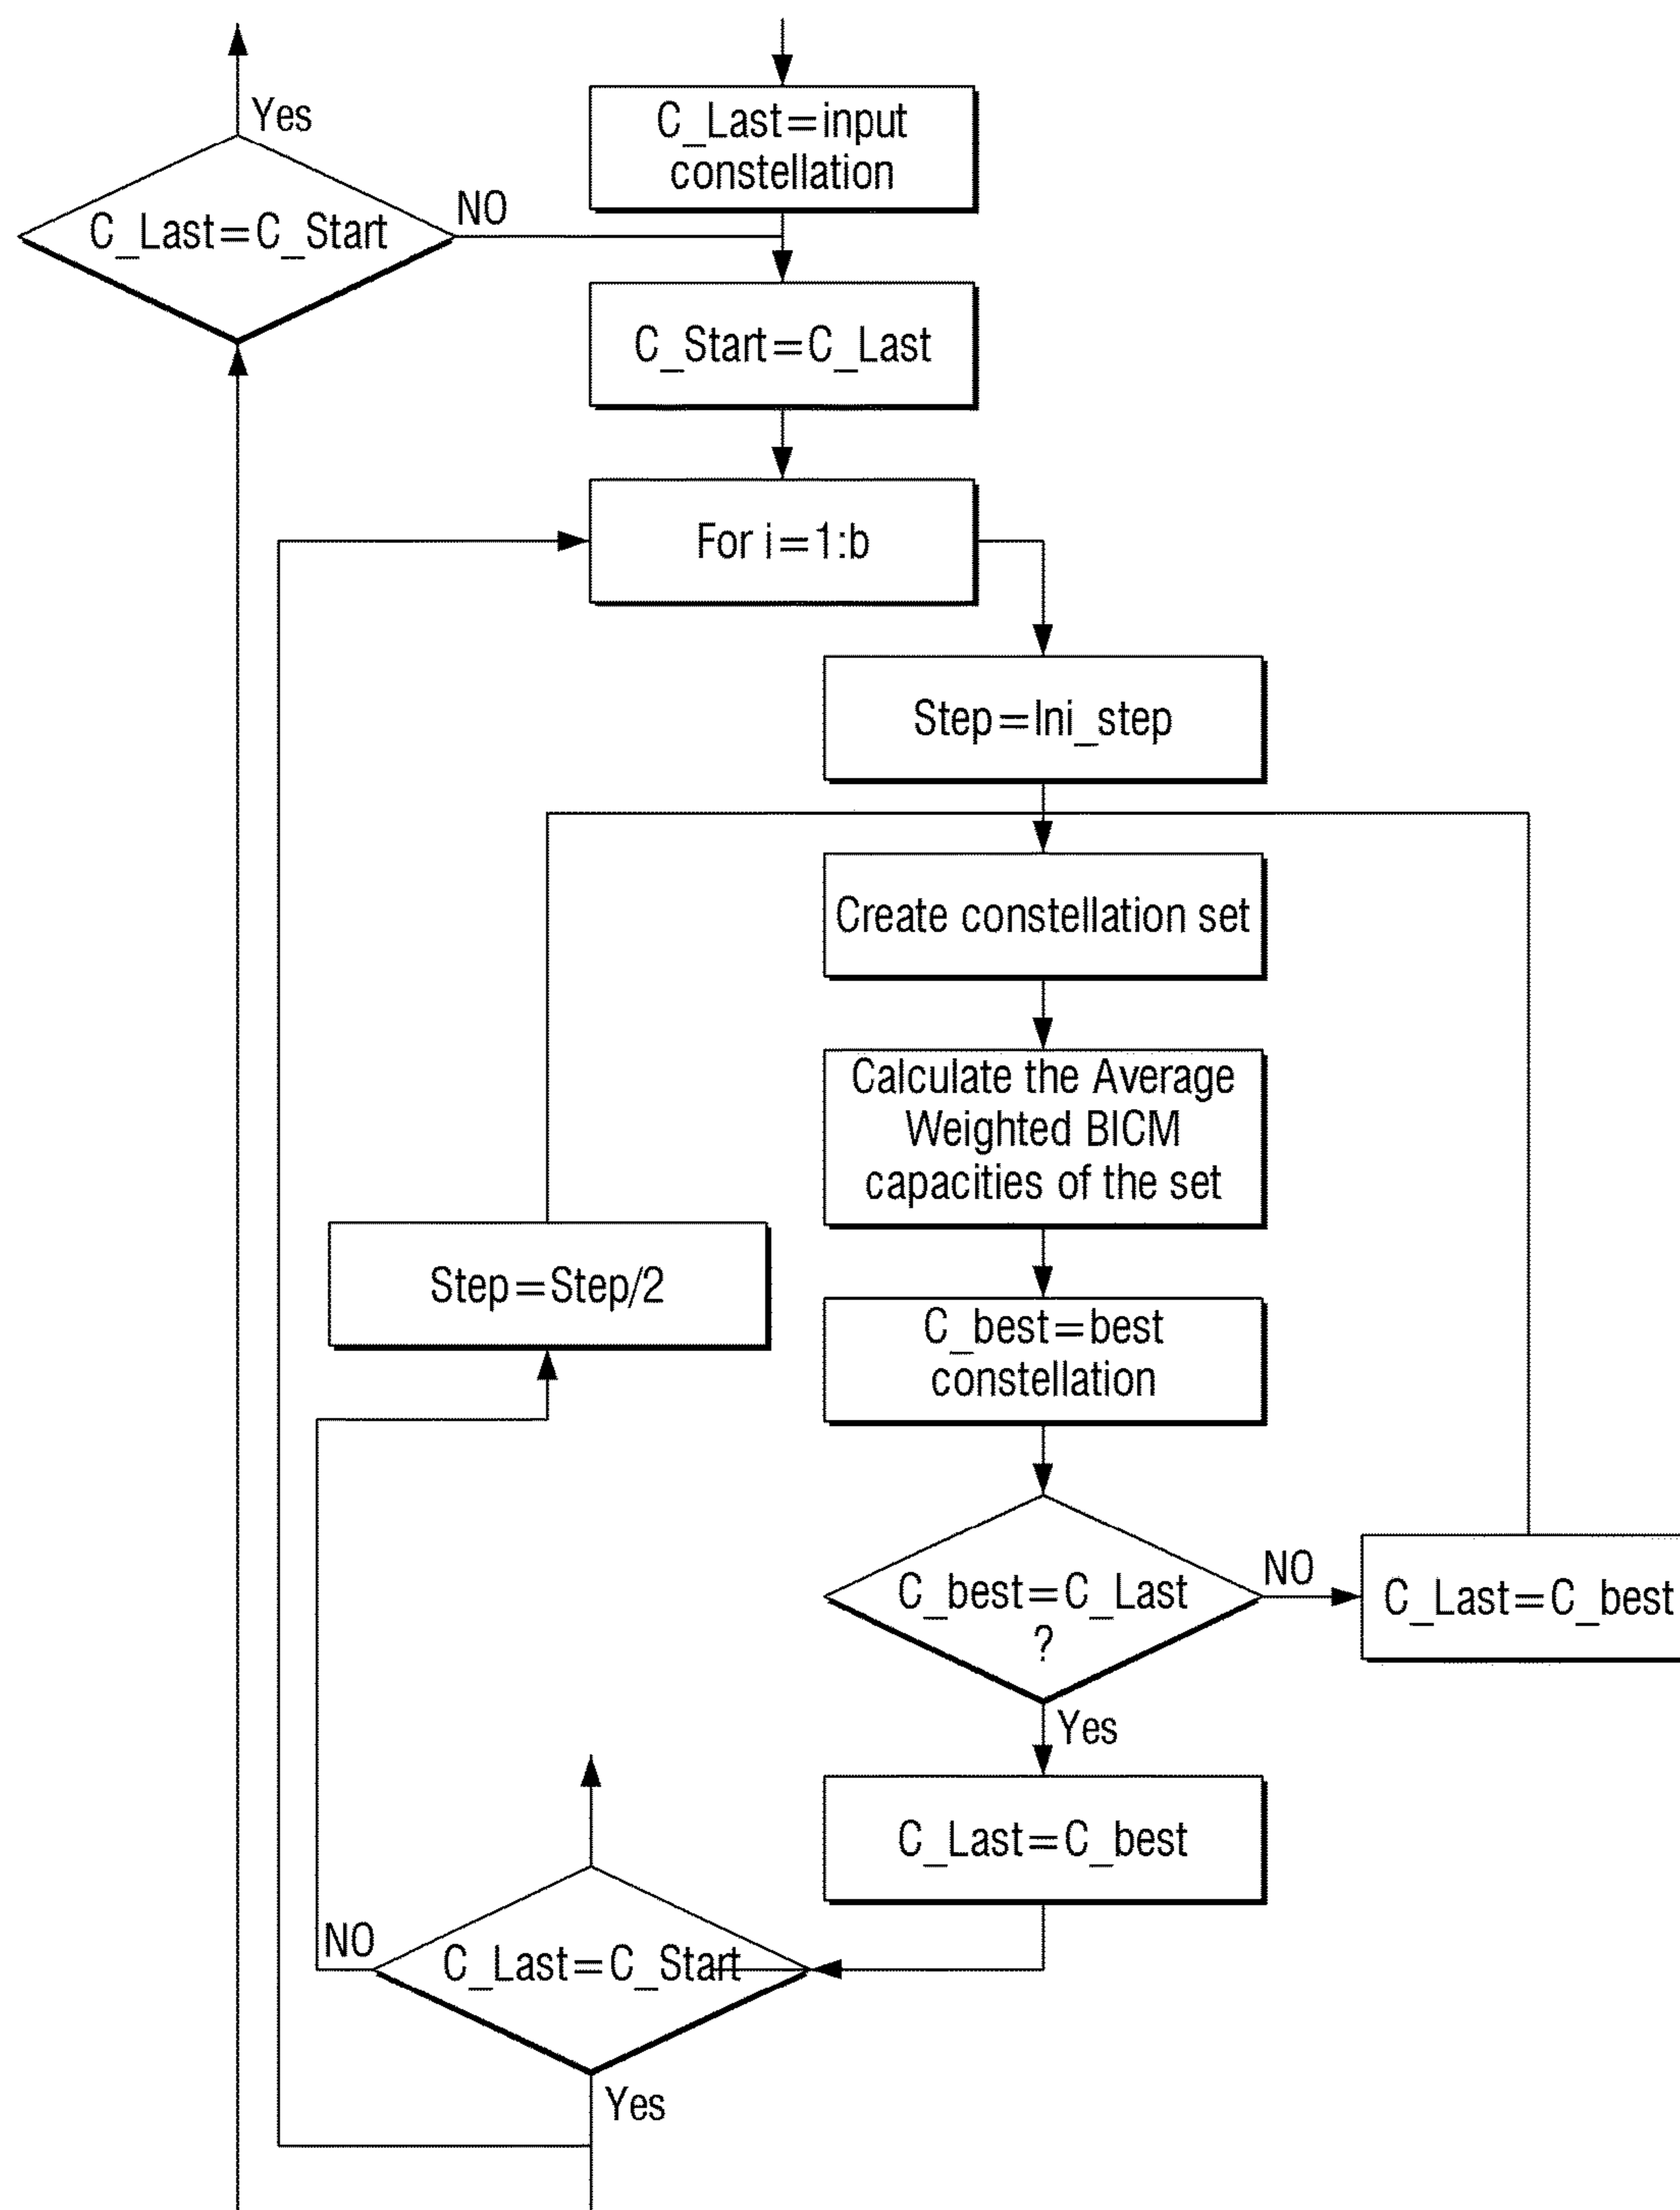 Yes
C_Last=input
constellation
C_Last=C_Start
NO
C_Start=C_Last
For i=1:b
Step=Ini_step
Create constellation set
Calculate the Average
Weighted BICM
capacities of the set
Step=Step/2
C_best=best
constellation
C_best=C_Last
?
NO
C_Last=C_best
Yes
C_Last=C_best
NO
C_Last=C_Start
Yes